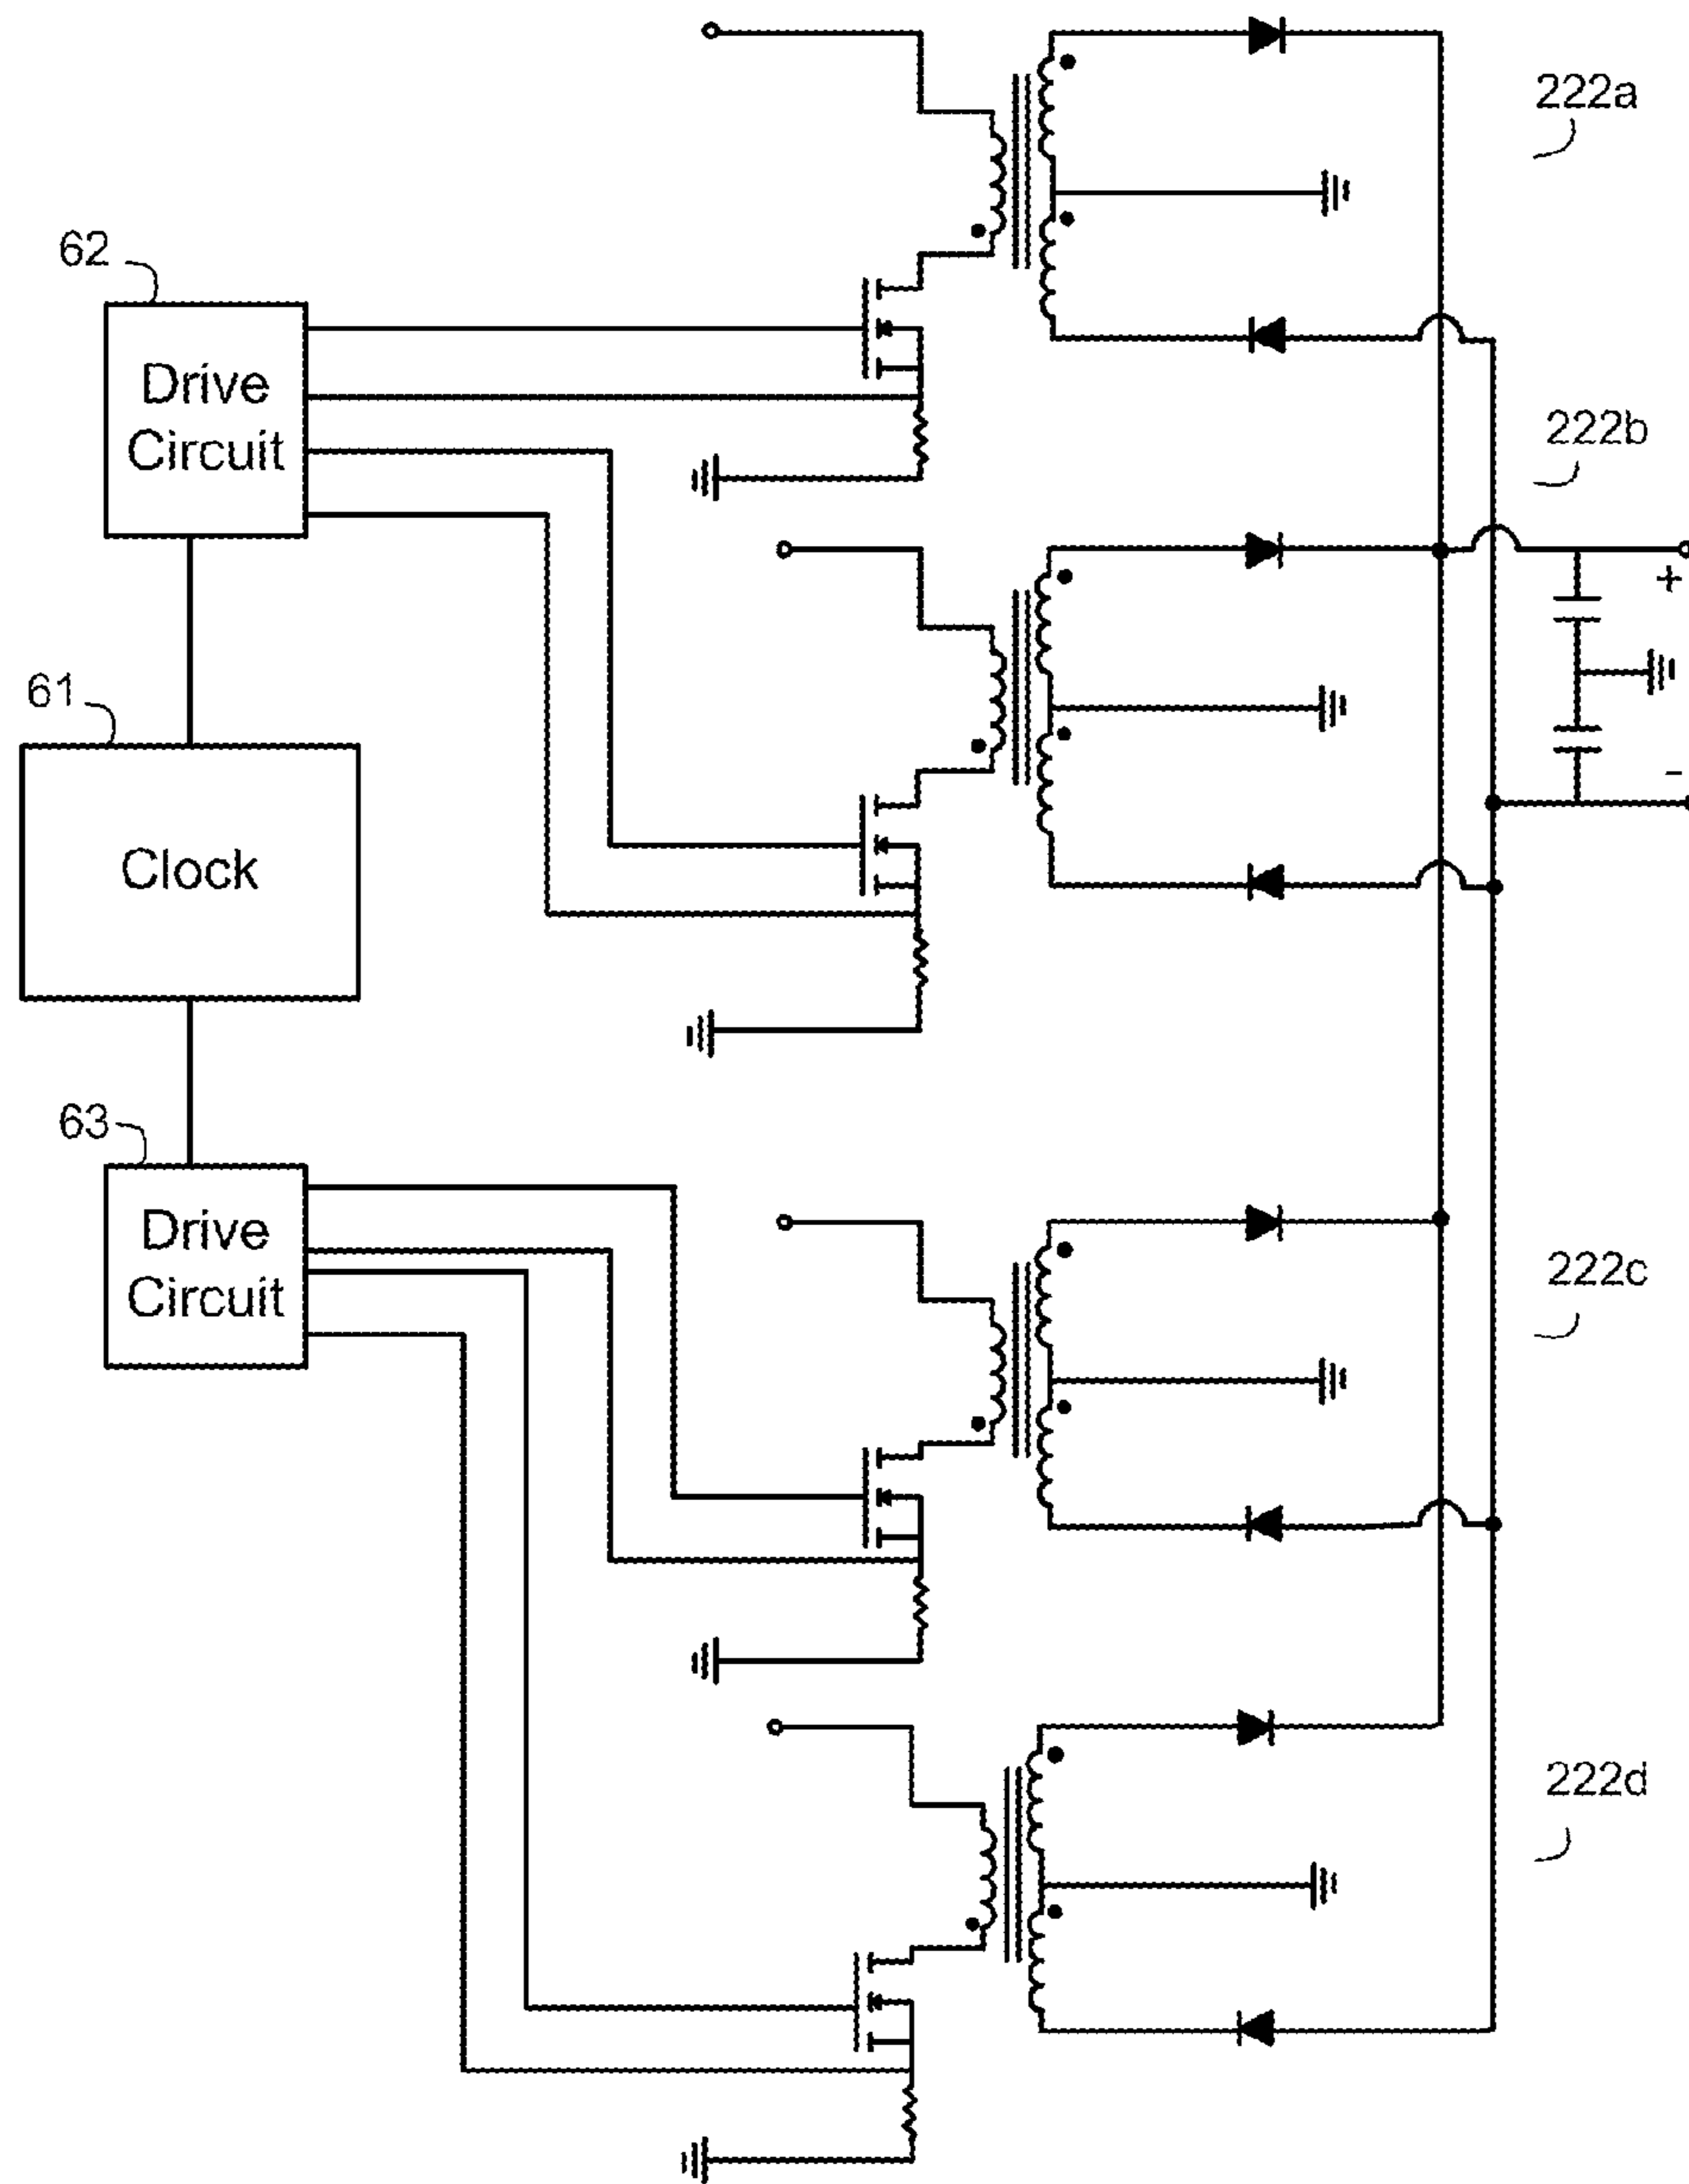 222a
62
Drive
Circuit
222b
+
61
-
Clock
63
Drive
Circuit
222c
222d